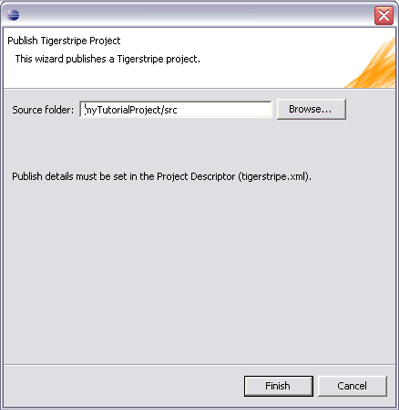 Publish Tigerstripe Project
This wizard publishes a Tigerstripe project.
Source folder: myTutorialProject/src Browse...
Publish details must be set in the Project Descriptor (tigerstripe.xml).
Finish Cancel